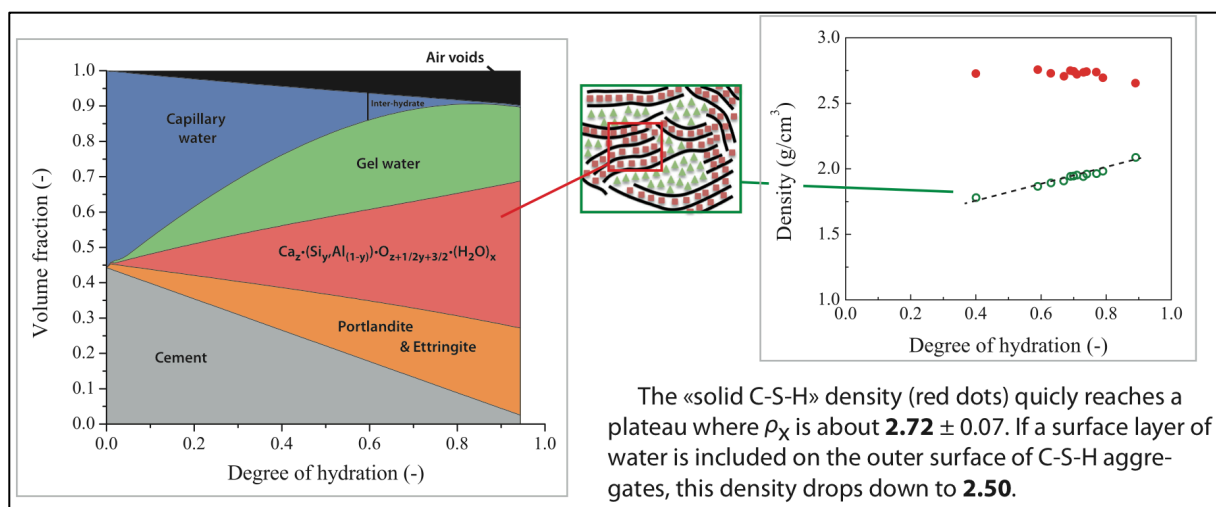 Air voids
Inter-hydrate
Capillary
water
Gel water
Ca_z·(Si_y,Al_(1-y))·O_z+1/2y+3/2·(H₂O)_x
Portlandite
& Ettringite
Cement
Volume fraction (-)
1.0
0.9
0.8
0.7
0.6
0.5
0.4
0.3
0.2
0.1
0.0
0.0 0.2 0.4 0.6 0.8 1.0
Degree of hydration (-)
Density (g/cm³)
3.0
2.5
2.0
1.5
1.0
0.0 0.2 0.4 0.6 0.8 1.0
Degree of hydration (-)
The «solid C-S-H» density (red dots) quicly reaches a
plateau where ρ_X is about 2.72 ± 0.07. If a surface layer of
water is included on the outer surface of C-S-H aggre-
gates, this density drops down to 2.50.